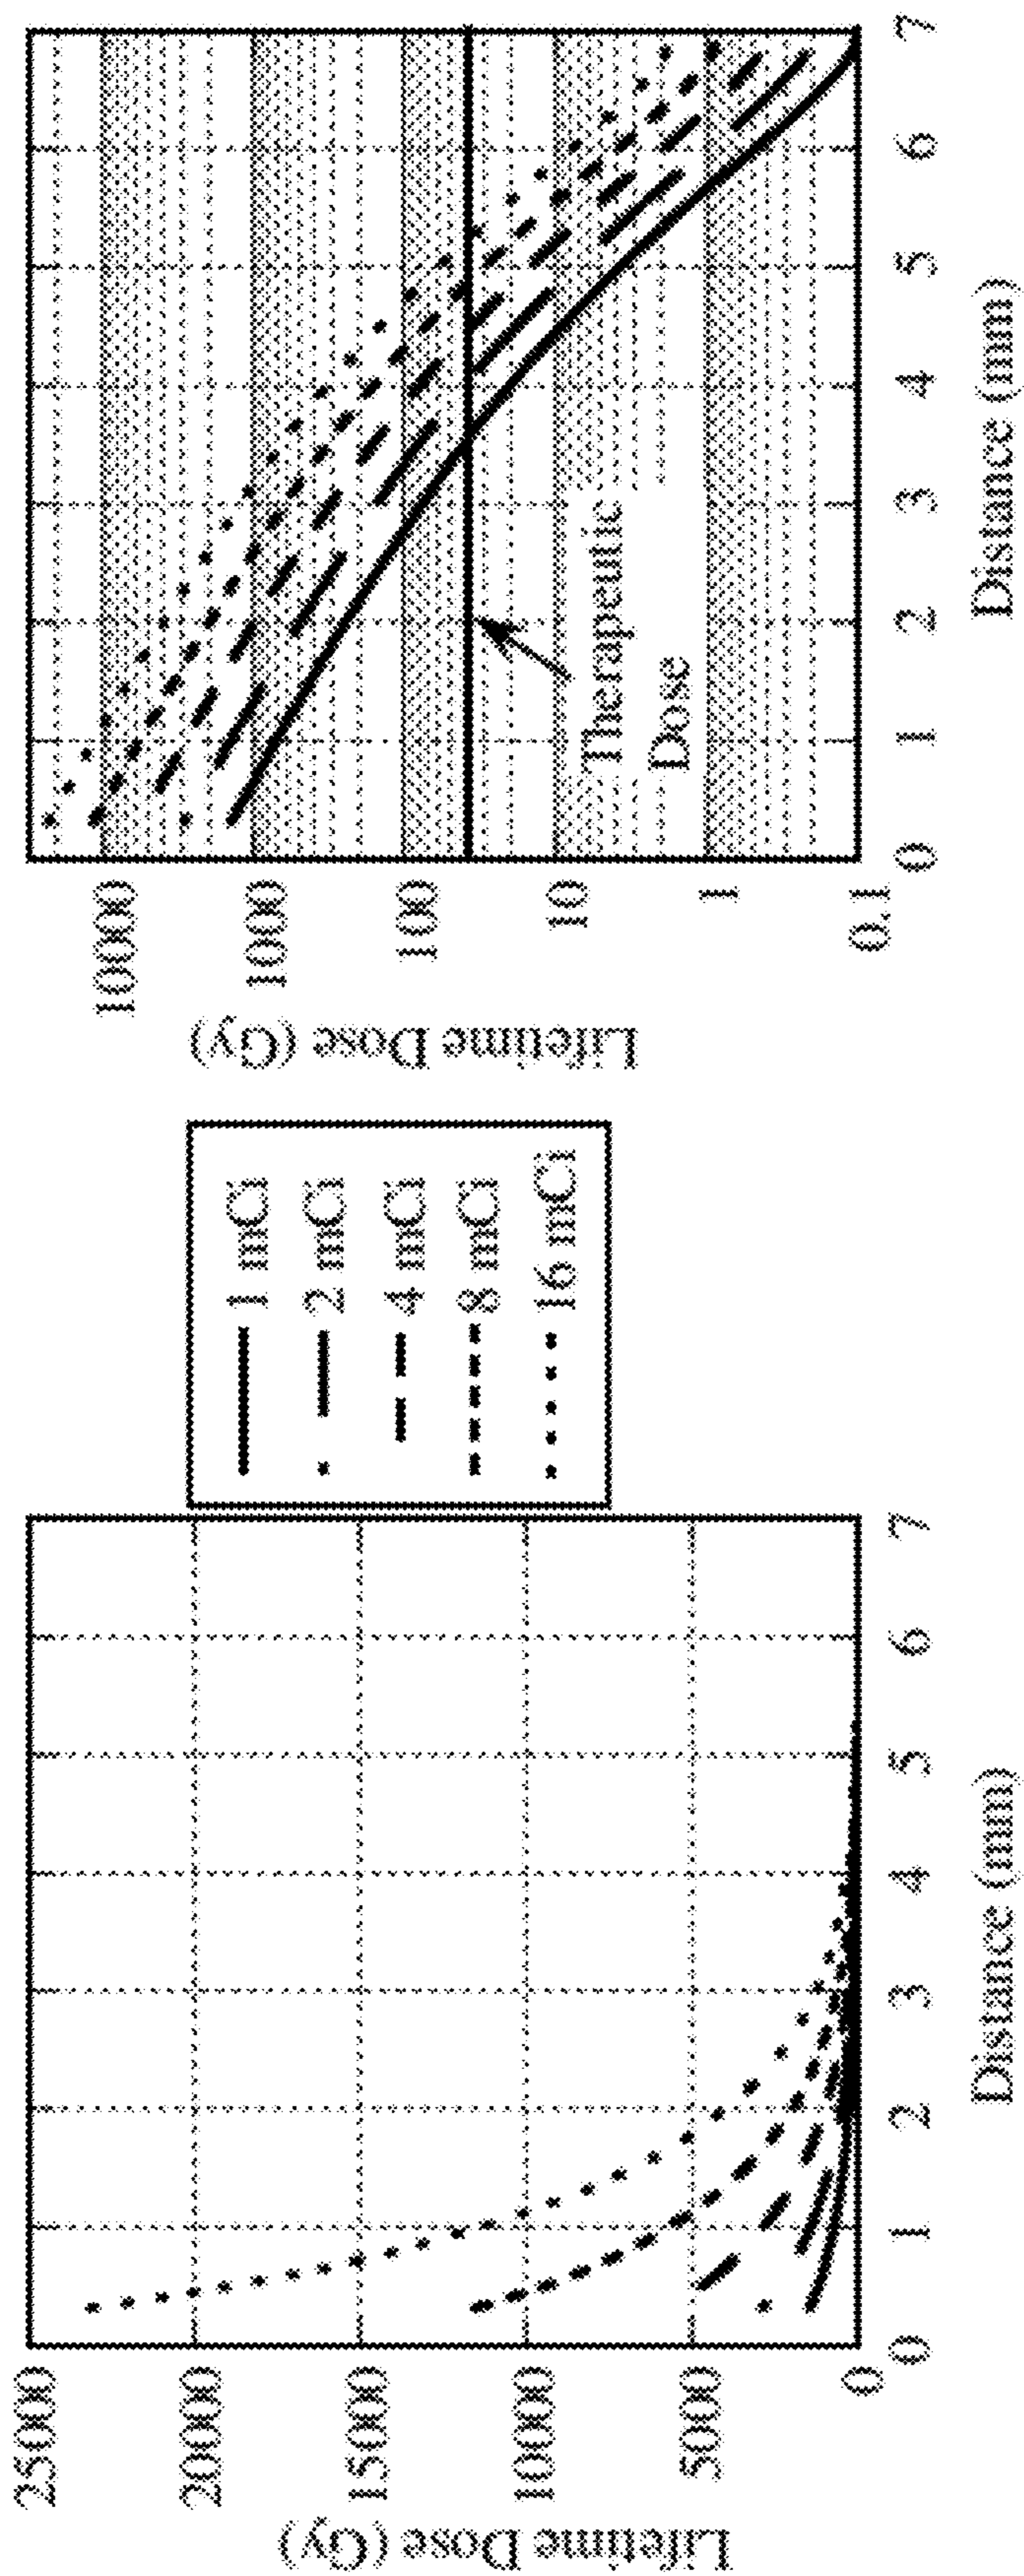 Lifetime Dose (Gy)
25000
20000
15000
10000
5000
0
0 1 2 3 4 5 6 7
Distance (mm)
1 mCi
2 mCi
4 mCi
8 mCi
16 mCi
Lifetime Dose (Gy)
10000
1000
100
10
1
0.1
Therapeutic
Dose
0 1 2 3 4 5 6 7
Distance (mm)